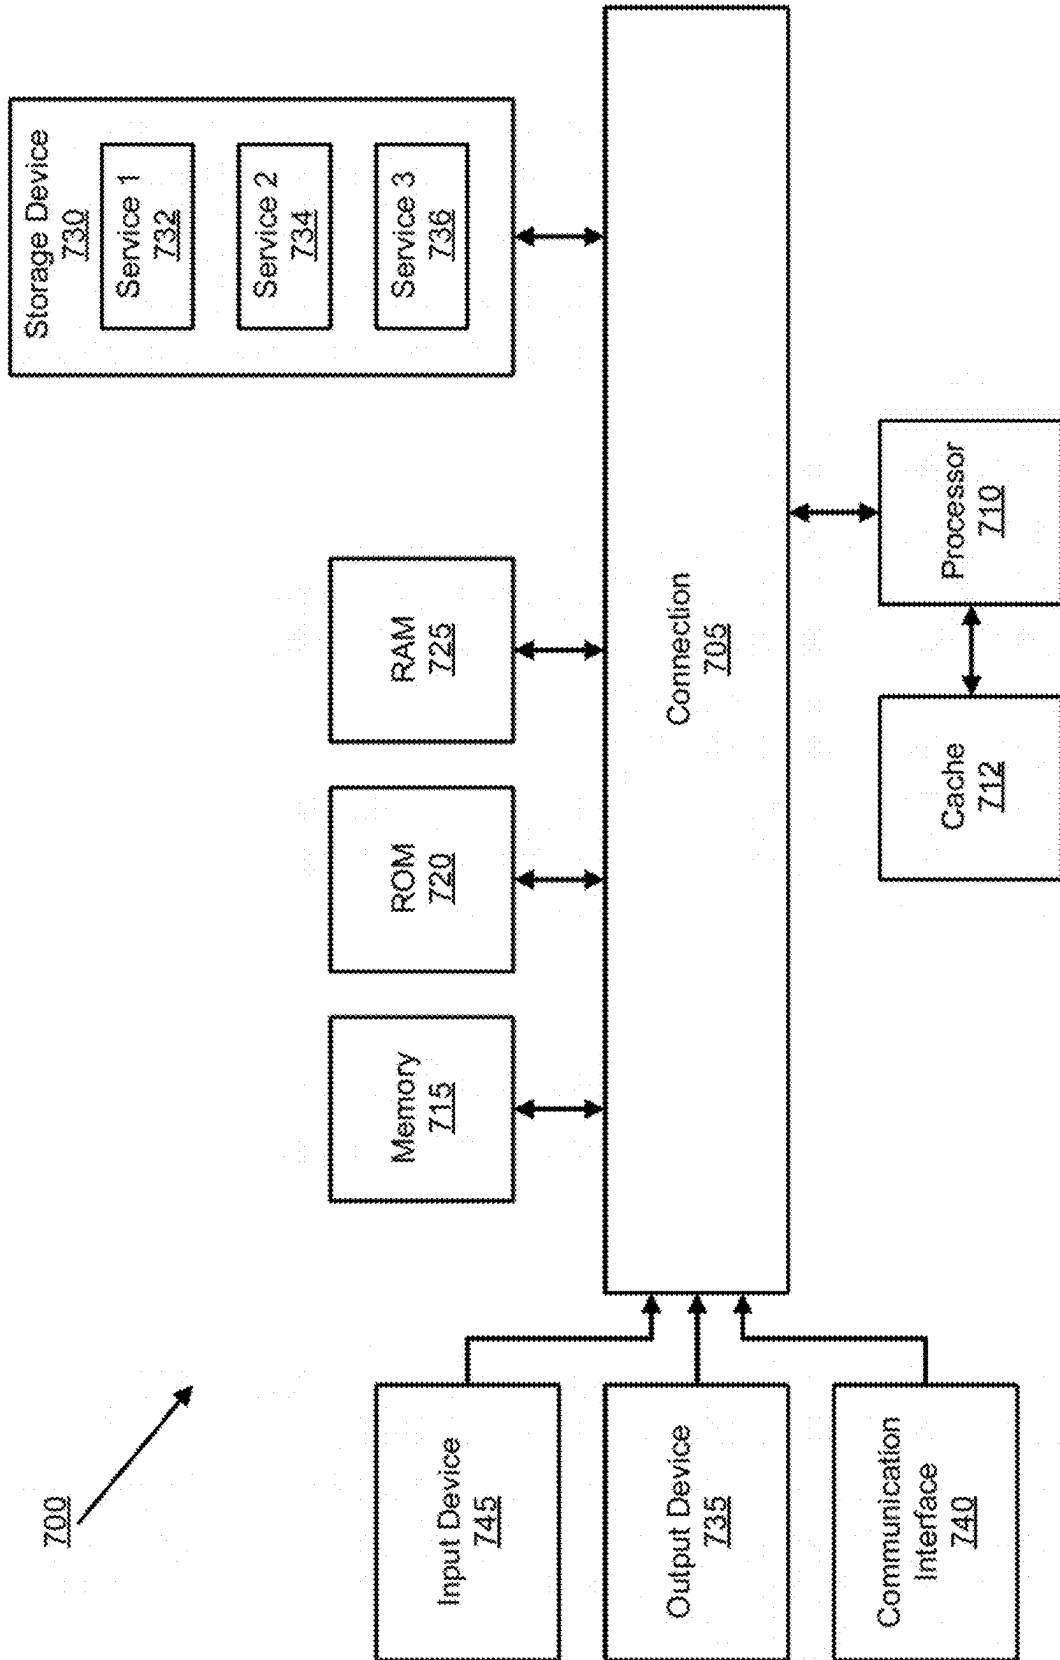 700
Input Device
745
Output Device
735
Communication
Interface
740
Memory
715
ROM
720
RAM
725
Storage Device
730
Service 1
732
Service 2
734
Service 3
736
Connection
705
Cache
712
Processor
710